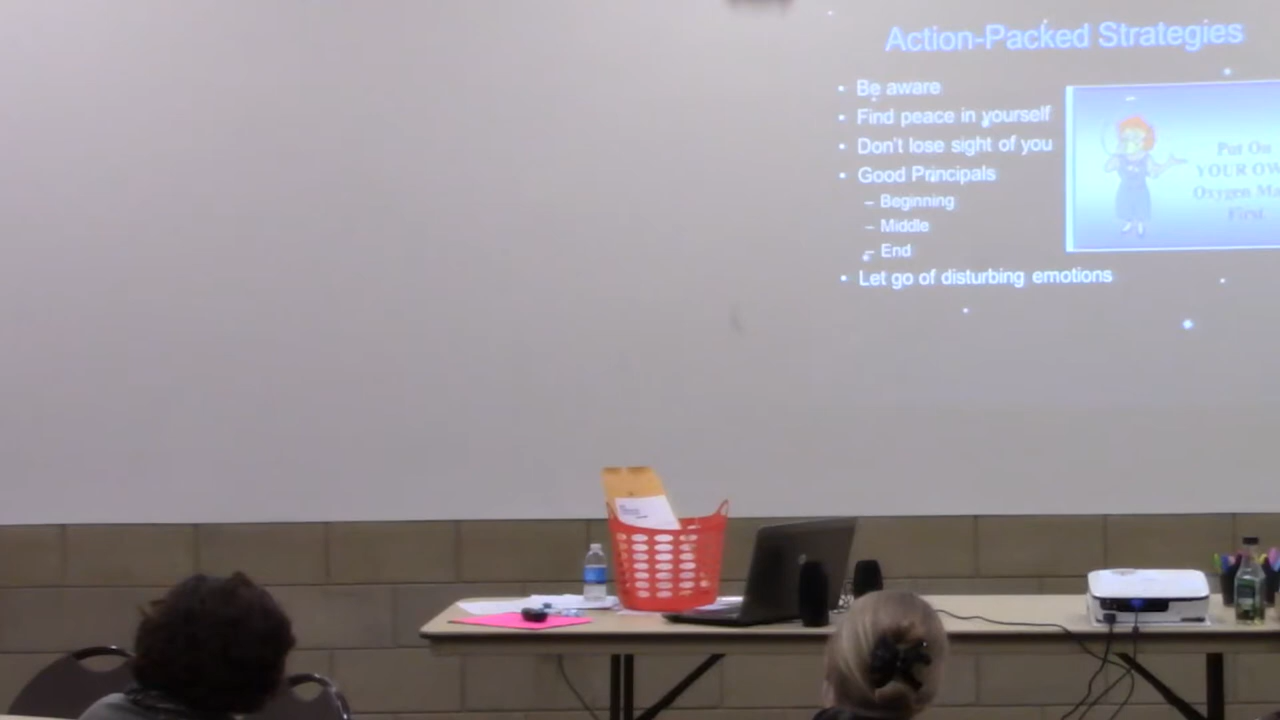 Action-Packed Strategies
• Be aware
• Find peace in yourself
• Don't lose sight of you
• Good Principals
– Beginning
– Middle
– End
• Let go of disturbing emotions
Put On
YOUR OW
Oxygen Ma
First